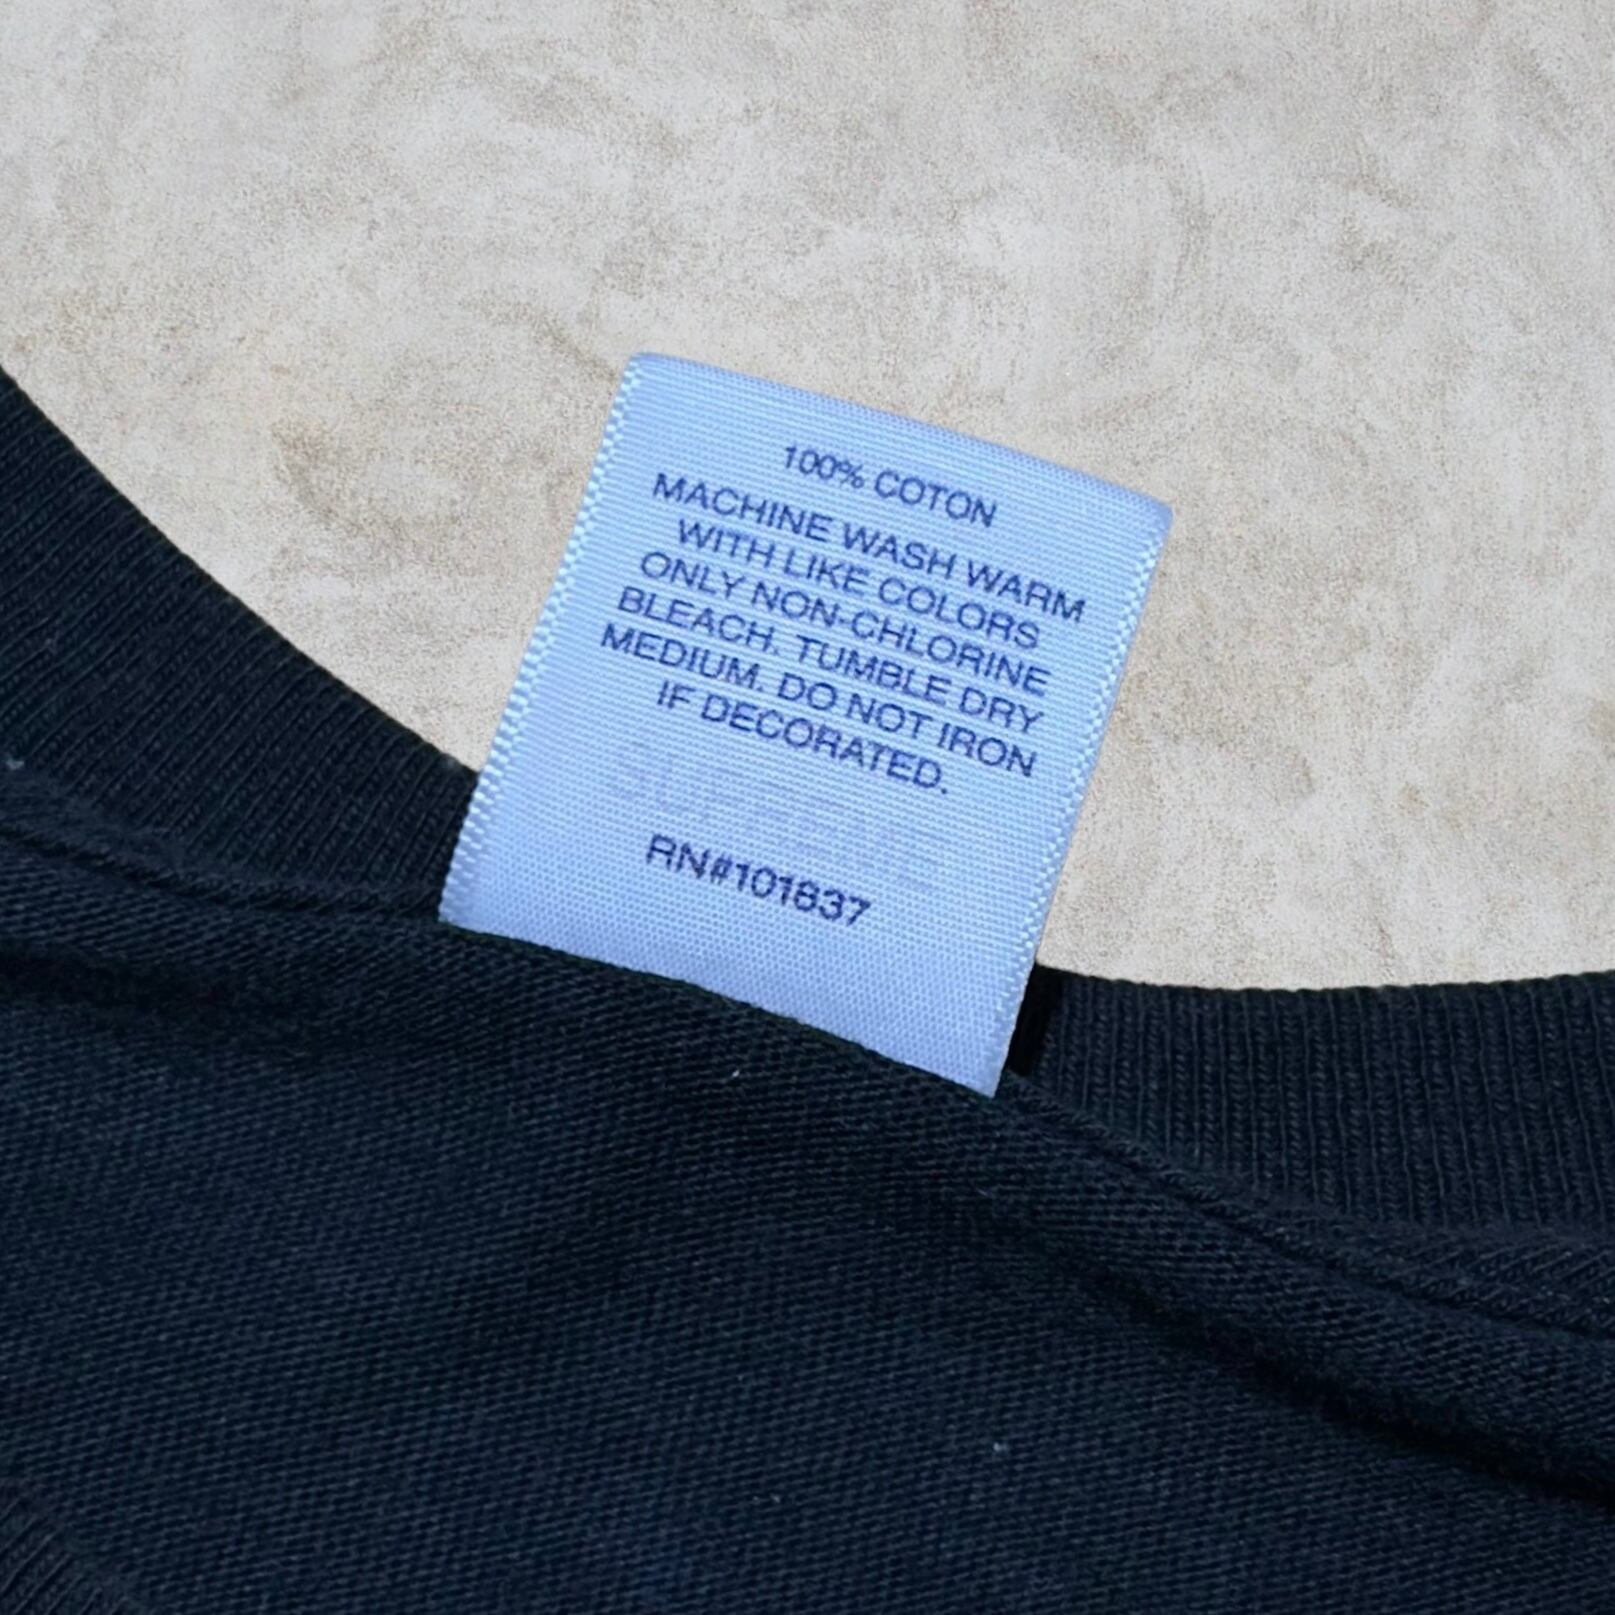 100% COTON
MACHINE WASH WARM
WITH LIKE COLORS
ONLY NON-CHLORINE
BLEACH. TUMBLE DRY
MEDIUM. DO NOT IRON
IF DECORATED.
RN#101837